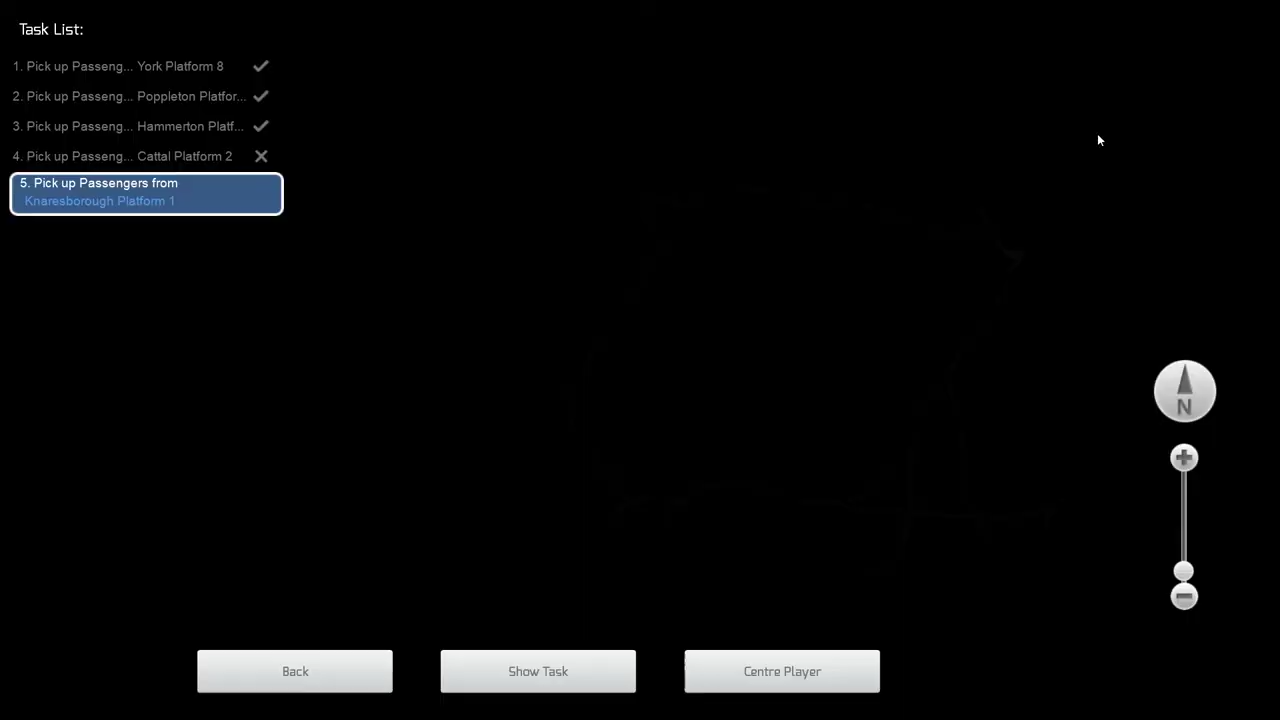 Task List:
1. Pick up Passeng... York Platform 8
2. Pick up Passeng... Poppleton Platfor...
3. Pick up Passeng... Hammerton Platf...
4. Pick up Passeng... Cattal Platform 2
5. Pick up Passengers from
Knaresborough Platform 1
N
Back
Show Task
Centre Player